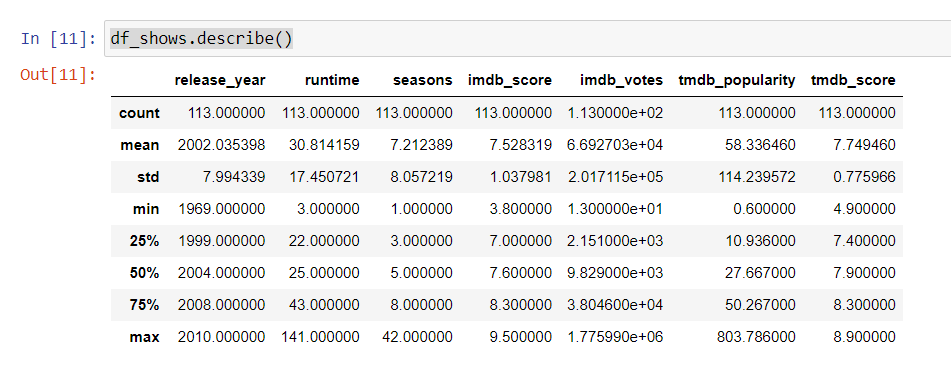 In [11]: df_shows.describe()
Out[11]:
release_year runtime seasons imdb_score imdb_votes tmdb_popularity tmdb_score
count 113.000000 113.000000 113.000000 113.000000 1.130000e+02 113.000000 113.000000
mean 2002.035398 30.814159 7.212389 7.528319 6.692703e+04 58.336460 7.749460
std 7.994339 17.450721 8.057219 1.037981 2.017115e+05 114.239572 0.775966
min 1969.000000 3.000000 1.000000 3.800000 1.300000e+01 0.600000 4.900000
25% 1999.000000 22.000000 3.000000 7.000000 2.151000e+03 10.936000 7.400000
50% 2004.000000 25.000000 5.000000 7.600000 9.829000e+03 27.667000 7.900000
75% 2008.000000 43.000000 8.000000 8.300000 3.804600e+04 50.267000 8.300000
max 2010.000000 141.000000 42.000000 9.500000 1.775990e+06 803.786000 8.900000